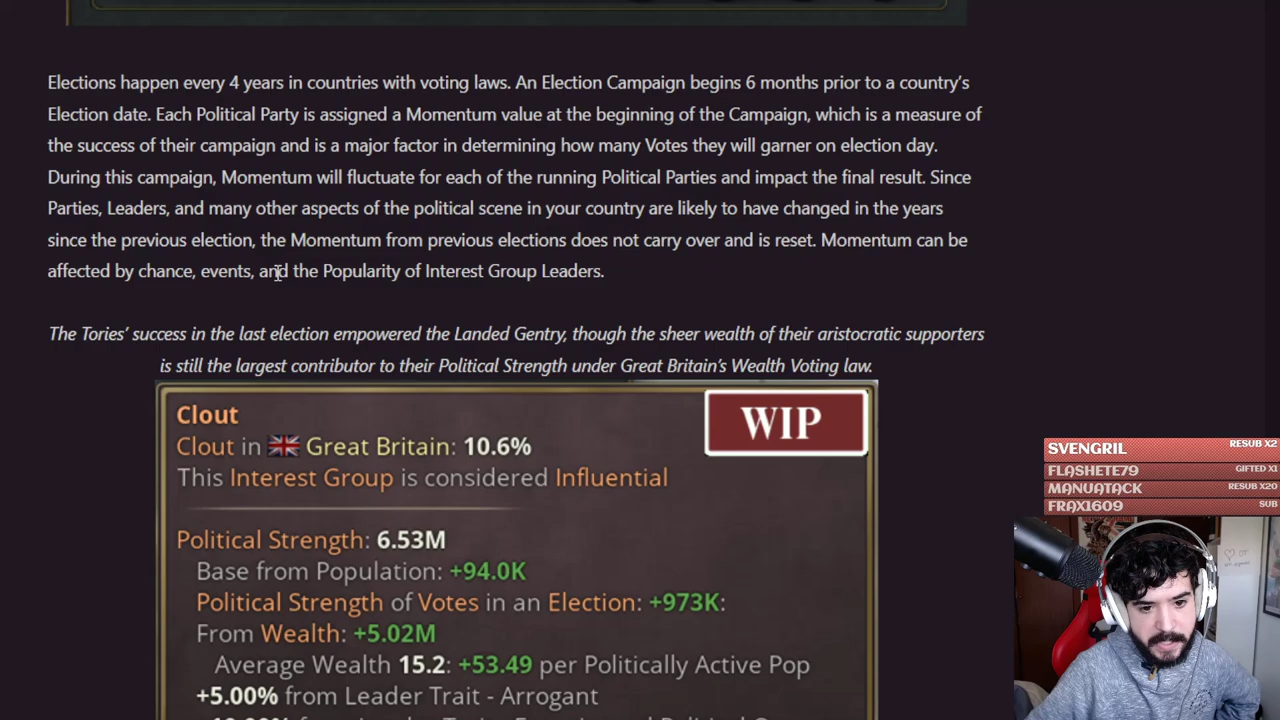 Elections happen every 4 years in countries with voting laws. An Election Campaign begins 6 months prior to a country's
Election date. Each Political Party is assigned a Momentum value at the beginning of the Campaign, which is a measure of
the success of their campaign and is a major factor in determining how many Votes they will garner on election day.
During this campaign, Momentum will fluctuate for each of the running Political Parties and impact the final result. Since
Parties, Leaders, and many other aspects of the political scene in your country are likely to have changed in the years
since the previous election, the Momentum from previous elections does not carry over and is reset. Momentum can be
affected by chance, events, and the Popularity of Interest Group Leaders.
The Tories' success in the last election empowered the Landed Gentry, though the sheer wealth of their aristocratic supporters
is still the largest contributor to their Political Strength under Great Britain's Wealth Voting law.
Clout
WIP
Clout in Great Britain: 10.6%
This Interest Group is considered Influential
Political Strength: 6.53M
Base from Population: +94.0K
Political Strength of Votes in an Election: +973K:
From Wealth: +5.02M
Average Wealth 15.2: +53.49 per Politically Active Pop
+5.00% from Leader Trait - Arrogant
SVENGRIL RESUB X2
FLASHETE79 GIFTED X1
MANUATACK RESUB X20
FRAX1609 SUB